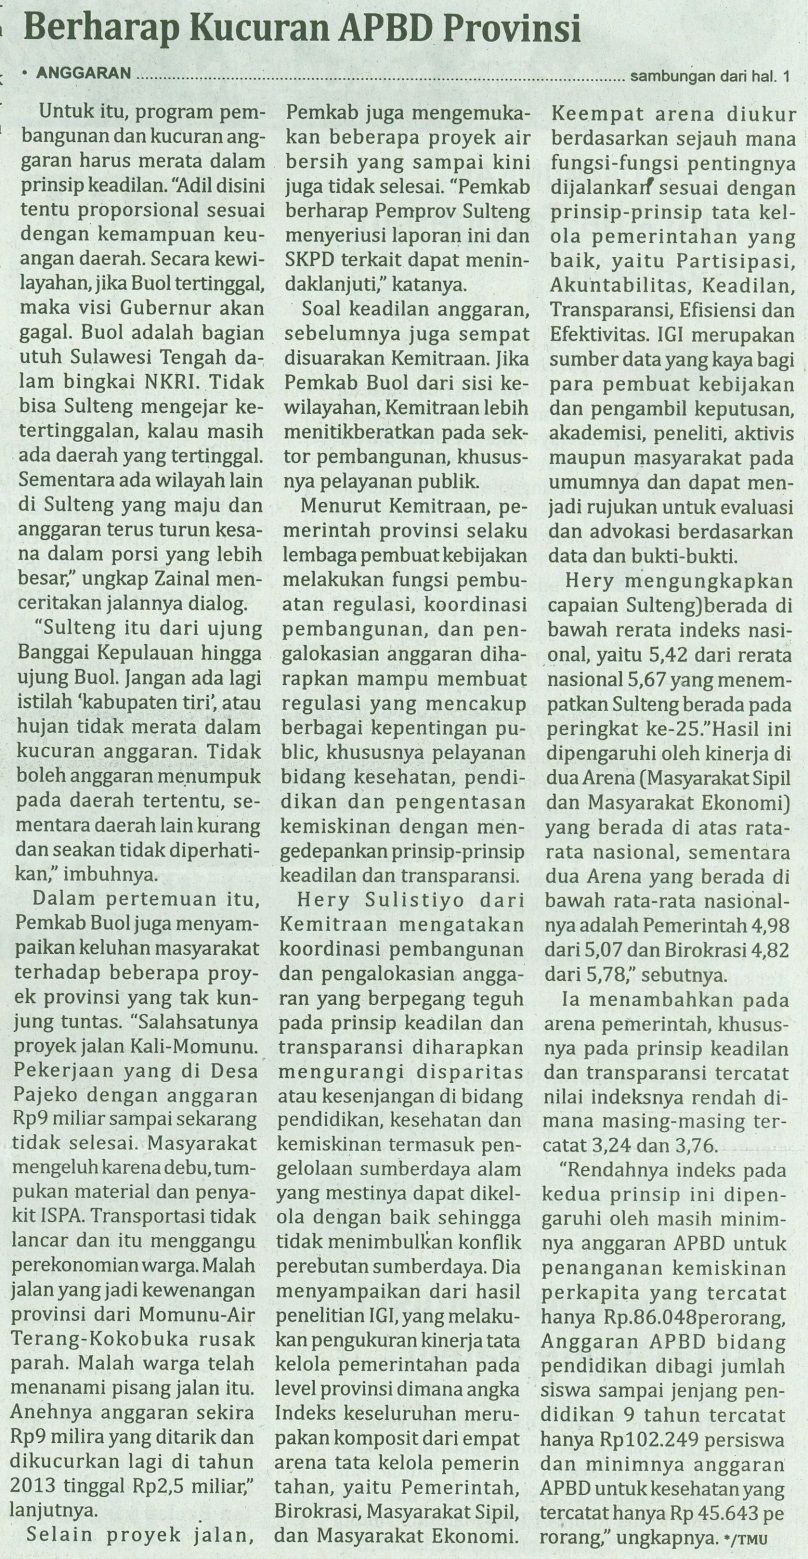 Berharap Kucuran APBD Provinsi
• ANGGARAN ........ sambungan dari hal. 1
Untuk itu, program pem-
bangunan dan kucuran ang-
garan harus merata dalam
prinsip keadilan. “Adil disini
tentu proporsional sesuai
dengan kemampuan keu-
angan daerah. Secara kewi-
layahan, jika Buol tertinggal,
maka visi Gubernur akan
gagal. Buol adalah bagian
utuh Sulawesi Tengah da-
lam bingkai NKRI. Tidak
bisa Sulteng mengejar ke-
tertinggalan, kalau masih
ada daerah yang tertinggal.
Sementara ada wilayah lain
di Sulteng yang maju dan
anggaran terus turun kesa-
na dalam porsi yang lebih
besar,” ungkap Zainal men-
ceritakan jalannya dialog.
“Sulteng itu dari ujung
Banggai Kepulauan hingga
ujung Buol. Jangan ada lagi
istilah ‘kabupaten tiri’, atau
hujan tidak merata dalam
kucuran anggaran. Tidak
boleh anggaran menumpuk
pada daerah tertentu, se-
mentara daerah lain kurang
dan seakan tidak diperhati-
kan,” imbuhnya.
Dalam pertemuan itu,
Pemkab Buol juga menyam-
paikan keluhan masyarakat
terhadap beberapa proy-
ek provinsi yang tak kun-
jung tuntas. “Salahsatunya
proyek jalan Kali-Momunu.
Pekerjaan yang di Desa
Pajeko dengan anggaran
Rp9 miliar sampai sekarang
tidak selesai. Masyarakat
mengeluh karena debu, tum-
pukan material dan penya-
kit ISPA. Transportasi tidak
lancar dan itu menggangu
perekonomian warga. Malah
jalan yang jadi kewenangan
provinsi dari Momunu-Air
Terang-Kokobuka rusak
parah. Malah warga telah
menanami pisang jalan itu.
Anehnya anggaran sekira
Rp9 milira yang ditarik dan
dikucurkan lagi di tahun
2013 tinggal Rp2,5 miliar,”
lanjutnya.
Selain proyek jalan,
Pemkab juga mengemuka-
kan beberapa proyek air
bersih yang sampai kini
juga tidak selesai. “Pemkab
berharap Pemprov Sulteng
menyeriusi laporan ini dan
SKPD terkait dapat menin-
daklanjuti,” katanya.
Soal keadilan anggaran,
sebelumnya juga sempat
disuarakan Kemitraan. Jika
Pemkab Buol dari sisi ke-
wilayahan, Kemitraan lebih
menitikberatkan pada sek-
tor pembangunan, khusus-
nya pelayanan publik.
Menurut Kemitraan, pe-
merintah provinsi selaku
lembaga pembuat kebijakan
melakukan fungsi pembu-
atan regulasi, koordinasi
pembangunan, dan pen-
galokasian anggaran diha-
rapkan mampu membuat
regulasi yang mencakup
berbagai kepentingan pu-
blic, khususnya pelayanan
bidang kesehatan, pendi-
dikan dan pengentasan
kemiskinan dengan men-
gedepankan prinsip-prinsip
keadilan dan transparansi.
Hery Sulistiyo dari
Kemitraan mengatakan
koordinasi pembangunan
dan pengalokasian angga-
ran yang berpegang teguh
pada prinsip keadilan dan
transparansi diharapkan
mengurangi disparitas
atau kesenjangan di bidang
pendidikan, kesehatan dan
kemiskinan termasuk pen-
gelolaan sumberdaya alam
yang mestinya dapat dikel-
ola dengan baik sehingga
tidak menimbulkan konflik
perebutan sumberdaya. Dia
menyampaikan dari hasil
penelitian IGI, yang melaku-
kan pengukuran kinerja tata
kelola pemerintahan pada
level provinsi dimana angka
Indeks keseluruhan meru-
pakan komposit dari empat
arena tata kelola pemerin
tahan, yaitu Pemerintah,
Birokrasi, Masyarakat Sipil,
dan Masyarakat Ekonomi.
Keempat arena diukur
berdasarkan sejauh mana
fungsi-fungsi pentingnya
dijalankan sesuai dengan
prinsip-prinsip tata kel-
ola pemerintahan yang
baik, yaitu Partisipasi,
Akuntabilitas, Keadilan,
Transparansi, Efisiensi dan
Efektivitas. IGI merupakan
sumber data yang kaya bagi
para pembuat kebijakan
dan pengambil keputusan,
akademisi, peneliti, aktivis
maupun masyarakat pada
umumnya dan dapat men-
jadi rujukan untuk evaluasi
dan advokasi berdasarkan
data dan bukti-bukti.
Hery mengungkapkan
capaian Sulteng)berada di
bawah rerata indeks nasi-
onal, yaitu 5,42 dari rerata
nasional 5,67 yang menem-
patkan Sulteng berada pada
peringkat ke-25.”Hasil ini
dipengaruhi oleh kinerja di
dua Arena (Masyarakat Sipil
dan Masyarakat Ekonomi)
yang berada di atas rata-
rata nasional, sementara
dua Arena yang berada di
bawah rata-rata nasional-
nya adalah Pemerintah 4,98
dari 5,07 dan Birokrasi 4,82
dari 5,78,” sebutnya.
Ia menambahkan pada
arena pemerintah, khusus-
nya pada prinsip keadilan
dan transparansi tercatat
nilai indeksnya rendah di-
mana masing-masing ter-
catat 3,24 dan 3,76.
“Rendahnya indeks pada
kedua prinsip ini dipen-
garuhi oleh masih minim-
nya anggaran APBD untuk
penanganan kemiskinan
perkapita yang tercatat
hanya Rp.86.048perorang,
Anggaran APBD bidang
pendidikan dibagi jumlah
siswa sampai jenjang pen-
didikan 9 tahun tercatat
hanya Rp102.249 persiswa
dan minimnya anggaran
APBD untuk kesehatan yang
tercatat hanya Rp 45.643 pe
rorang,” ungkapnya. */TMU